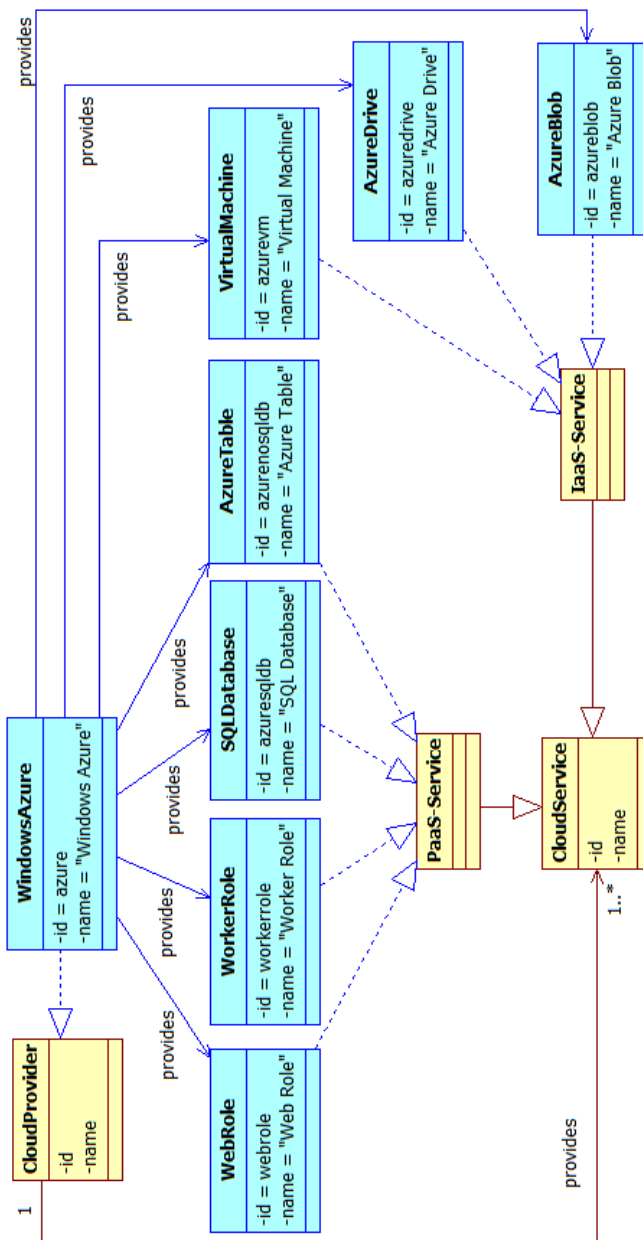 CloudProvider
-id
-name
1
WindowsAzure
-id = azure
-name = "Windows Azure"
provides
provides
provides
provides
provides
provides
provides
WebRole
-id = webrole
-name = "Web Role"
WorkerRole
-id = workerrole
-name = "Worker Role"
SQLDatabase
-id = azuresqldb
-name = "SQL Database"
AzureTable
-id = azurenosqldb
-name = "Azure Table"
VirtualMachine
-id = azurevm
-name = "Virtual Machine"
AzureDrive
-id = azuredrive
-name = "Azure Drive"
AzureBlob
-id = azureblob
-name = "Azure Blob"
PaaS-Service
IaaS-Service
CloudService
-id
-name
1..*
provides